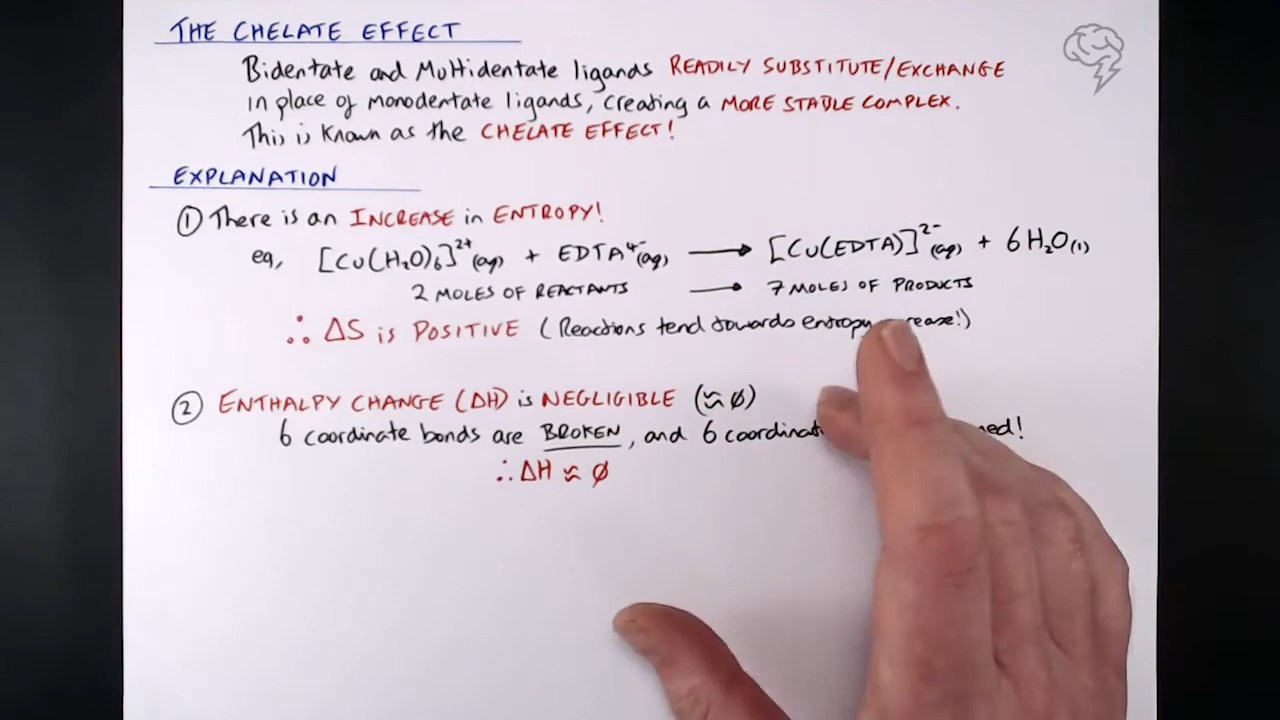 THE CHELATE EFFECT
Bidentate and Multidentate ligands READILY SUBSTITUTE/EXCHANGE
in place of monodentate ligands, creating a MORE STABLE COMPLEX.
This is known as the CHELATE EFFECT!
EXPLANATION
① There is an INCREASE in ENTROPY!
eg, [Cu(H₂O)₆]²⁺(aq) + EDTA⁴⁻(aq) → [Cu(EDTA)]²⁻(aq) + 6H₂O(l)
2 MOLES OF REACTANTS → 7 MOLES OF PRODUCTS
∴ ΔS is POSITIVE (Reactions tend towards entropy
② ENTHALPY CHANGE (ΔH) is NEGLIGIBLE (≈ 0)
6 coordinate bonds are BROKEN, and 6
∴ ΔH ≈ 0